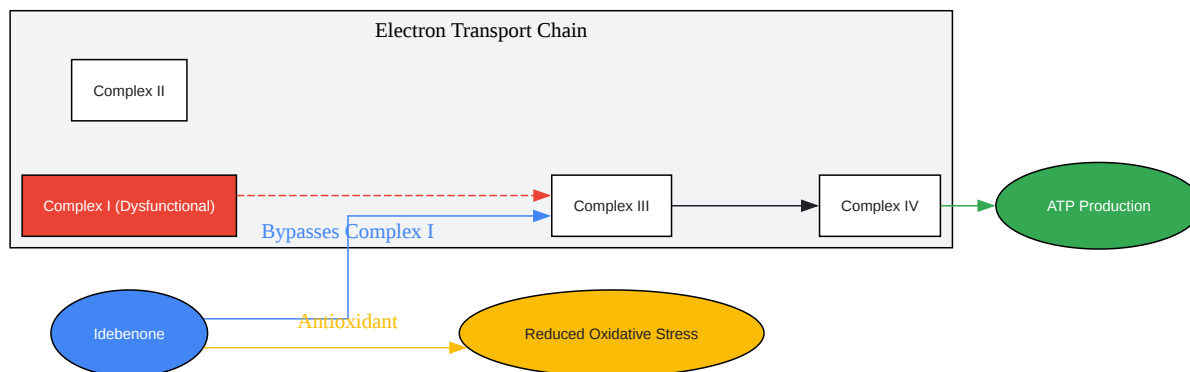 Electron Transport Chain
Complex II
Complex I (Dysfunctional)
Complex III
Complex IV
ATP Production
Bypasses Complex I
Antioxidant
Idebenone
Reduced Oxidative Stress